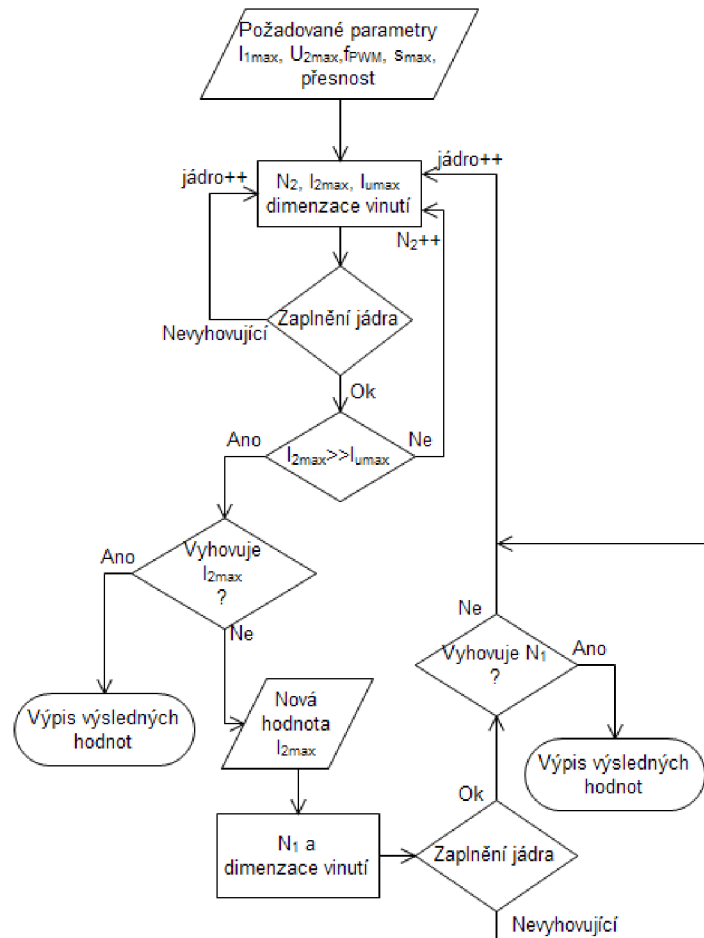 Požadované parametry
I1max, U2max,fPWM, smax,
přesnost
jádro++
jádro++
N2, I2max, Iumax
dimenzace vinutí
N2++
Zaplnění jádra
Nevyhovující
Ok
Ano
Ne
I2max>>Iumax
Ano
Vyhovuje
I2max
?
Ne
Ne
Vyhovuje N1
?
Ano
Výpis výsledných
hodnot
Nová
hodnota
I2max
Výpis výsledných
hodnot
Ok
N1 a
dimenzace vinutí
Zaplnění jádra
Nevyhovující